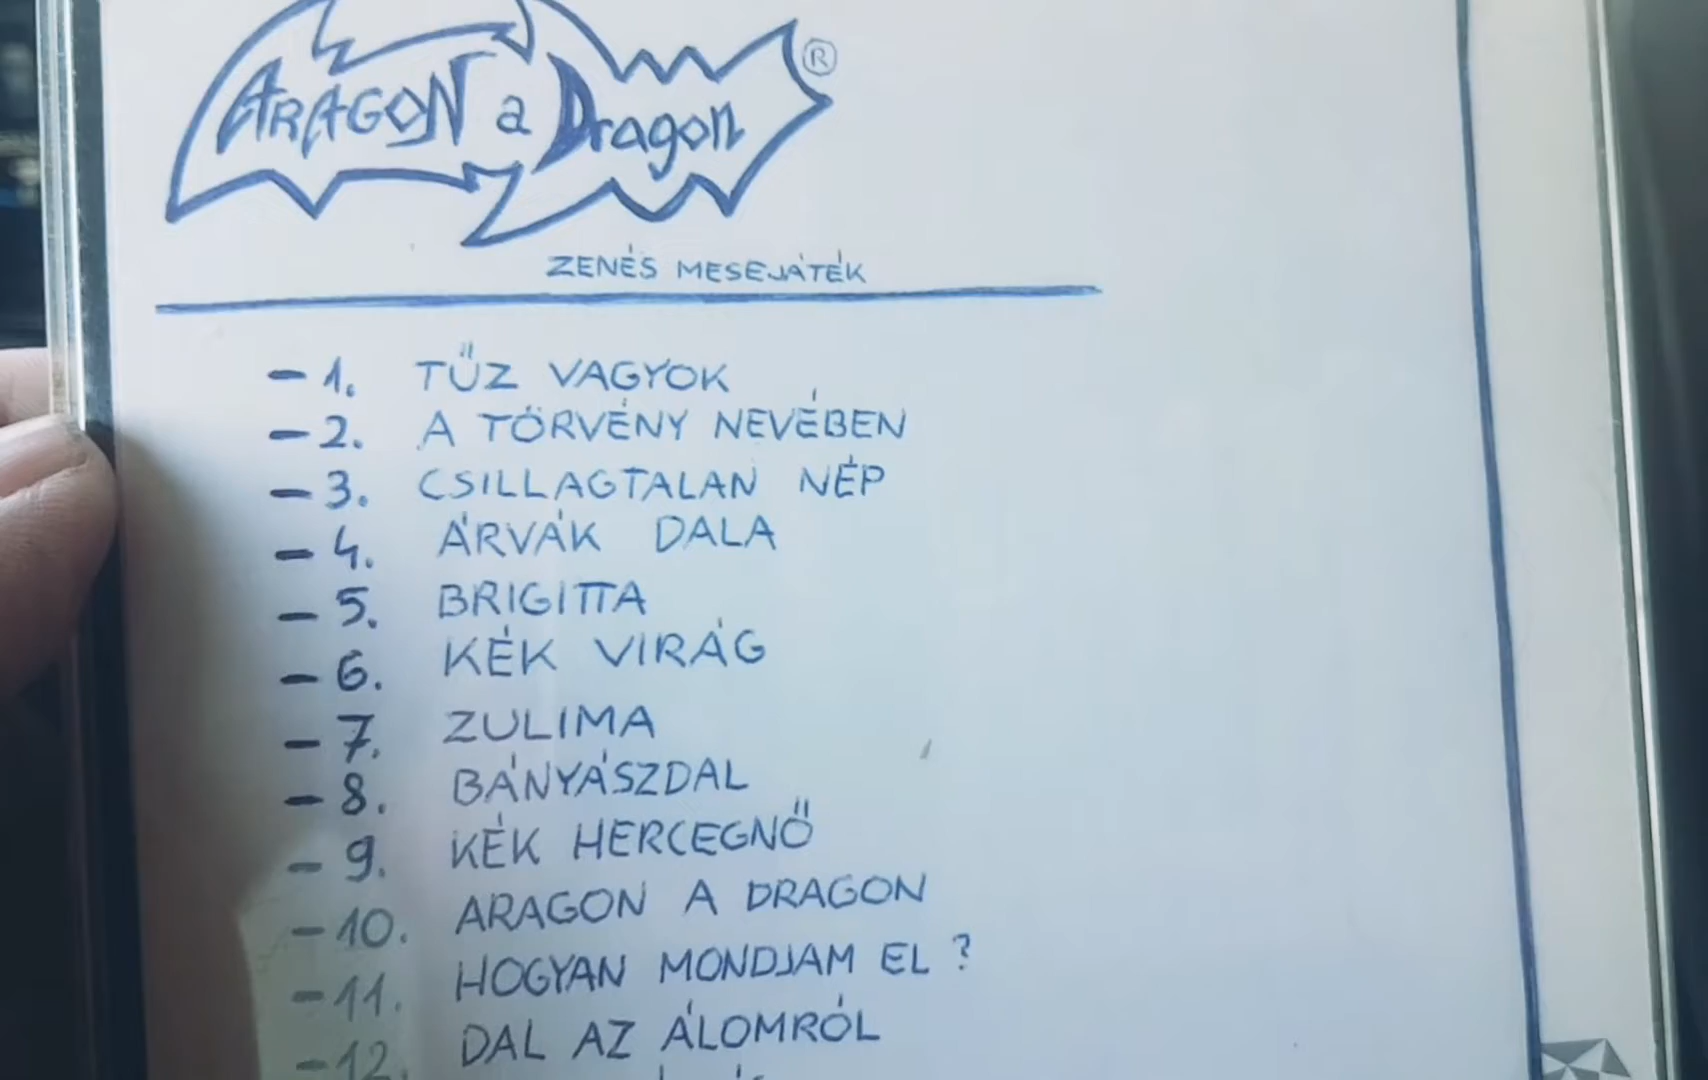 ARAGON a Dragon ®
ZENÉS MESEJÁTÉK
- 1. TŰZ VAGYOK
- 2. A TÖRVÉNY NEVÉBEN
- 3. CSILLAGTALAN NÉP
- 4. ÁRVÁK DALA
- 5. BRIGITTA
- 6. KÉK VIRÁG
- 7. ZULIMA
- 8. BÁNYÁSZDAL
- 9. KÉK HERCEGNŐ
- 10. ARAGON A DRAGON
- 11. HOGYAN MONDJAM EL ?
- 12. DAL AZ ÁLOMRÓL